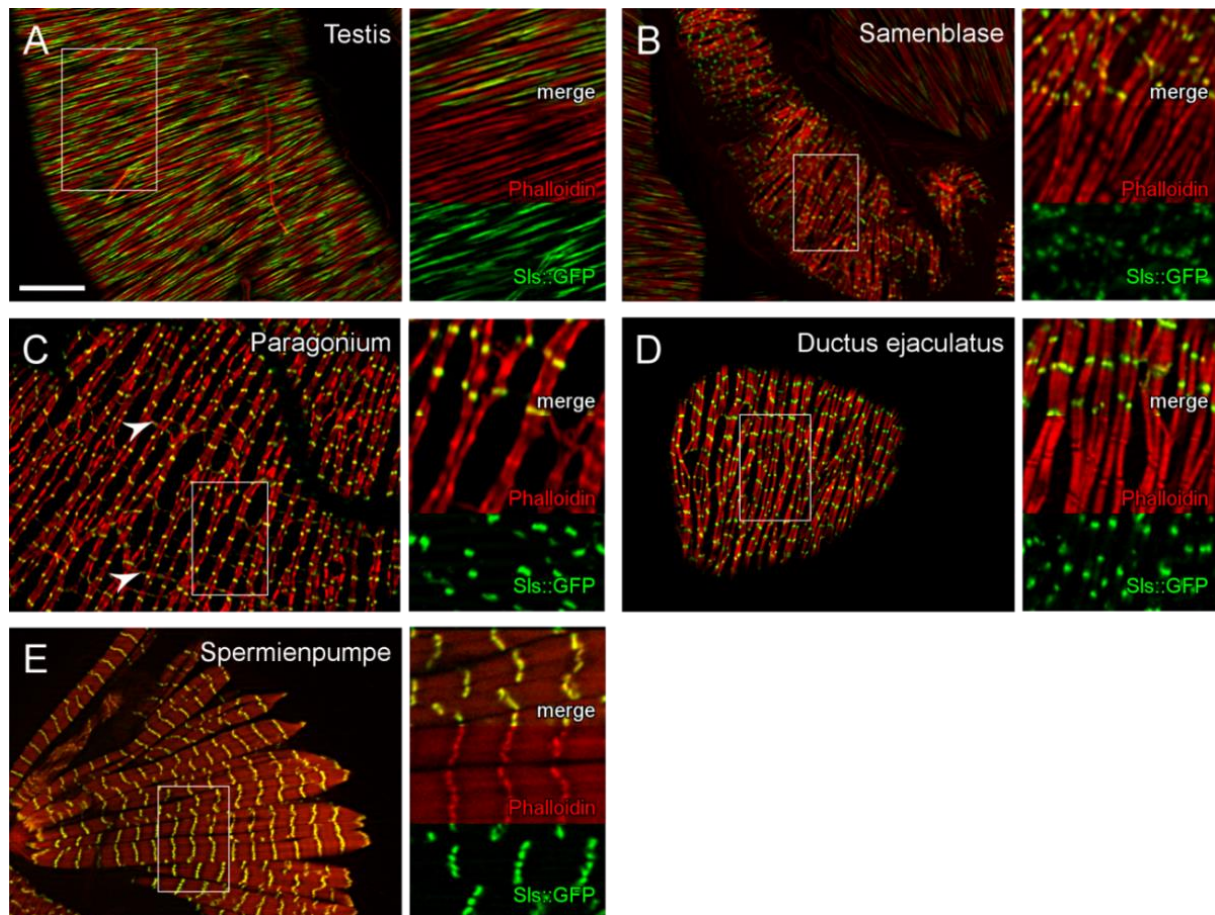 A Testis
merge
Phalloidin
Sls::GFP
B Samenblase
merge
Phalloidin
Sls::GFP
C Paragonium
merge
Phalloidin
Sls::GFP
D Ductus ejaculatus
merge
Phalloidin
Sls::GFP
E Spermienpumpe
merge
Phalloidin
Sls::GFP